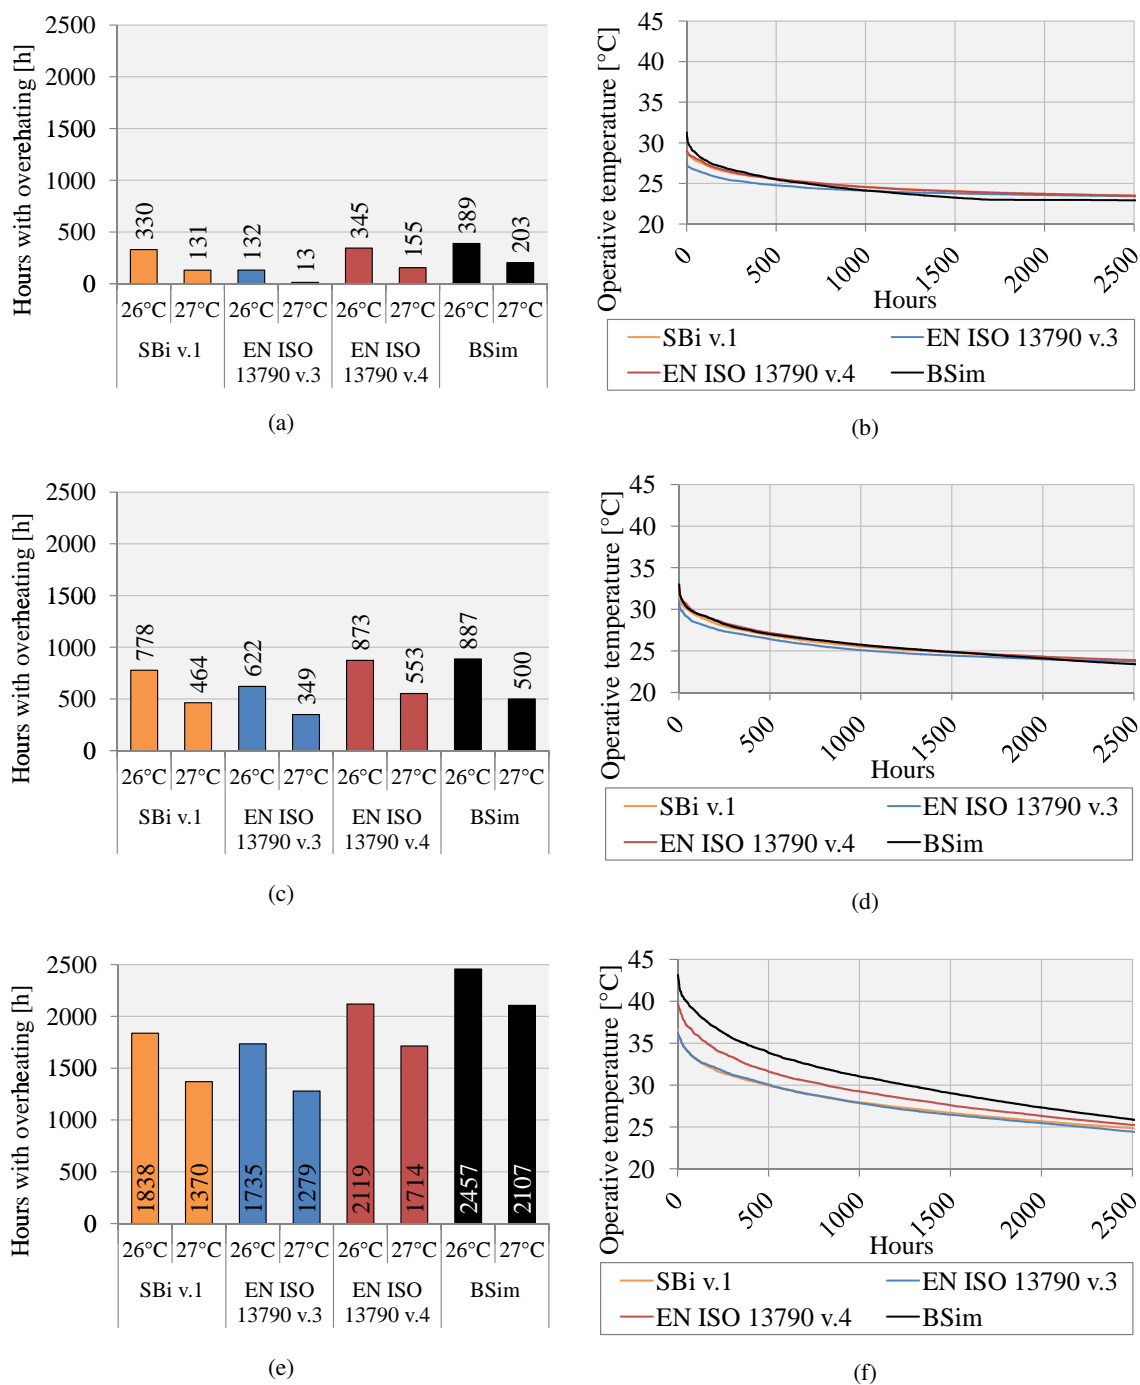 2500
2000
1500
1000
500
0
Hours with overehating [h]
330
131
132
13
345
155
389
203
26°C 27°C 26°C 27°C 26°C 27°C 26°C 27°C
SBi v.1
EN ISO
13790 v.3
EN ISO
13790 v.4
BSim
(a)
45
40
35
30
25
20
Operative temperature [°C]
0
500
1000
1500
2000
2500
Hours
SBi v.1
EN ISO 13790 v.3
EN ISO 13790 v.4
BSim
(b)
2500
2000
1500
1000
500
0
Hours with overheating [h]
778
464
622
349
873
553
887
500
26°C 27°C 26°C 27°C 26°C 27°C 26°C 27°C
SBi v.1
EN ISO
13790 v.3
EN ISO
13790 v.4
BSim
(c)
45
40
35
30
25
20
Operative temperature [°C]
0
500
1000
1500
2000
2500
Hours
SBi v.1
EN ISO 13790 v.3
EN ISO 13790 v.4
BSim
(d)
2500
2000
1500
1000
500
0
Hours with overheating [h]
1838
1370
1735
1279
2119
1714
2457
2107
26°C 27°C 26°C 27°C 26°C 27°C 26°C 27°C
SBi v.1
EN ISO
13790 v.3
EN ISO
13790 v.4
BSim
(e)
45
40
35
30
25
20
Operative temperature [°C]
0
500
1000
1500
2000
2500
Hours
SBi v.1
EN ISO 13790 v.3
EN ISO 13790 v.4
BSim
(f)